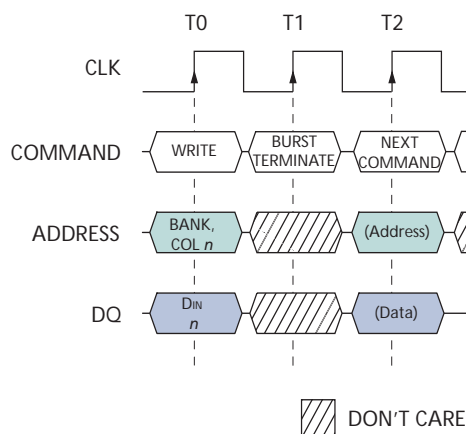 T0 T1 T2
CLK
COMMAND WRITE BURST TERMINATE NEXT COMMAND
ADDRESS BANK, COL n (Address)
DQ DIN n (Data)
DON'T CARE